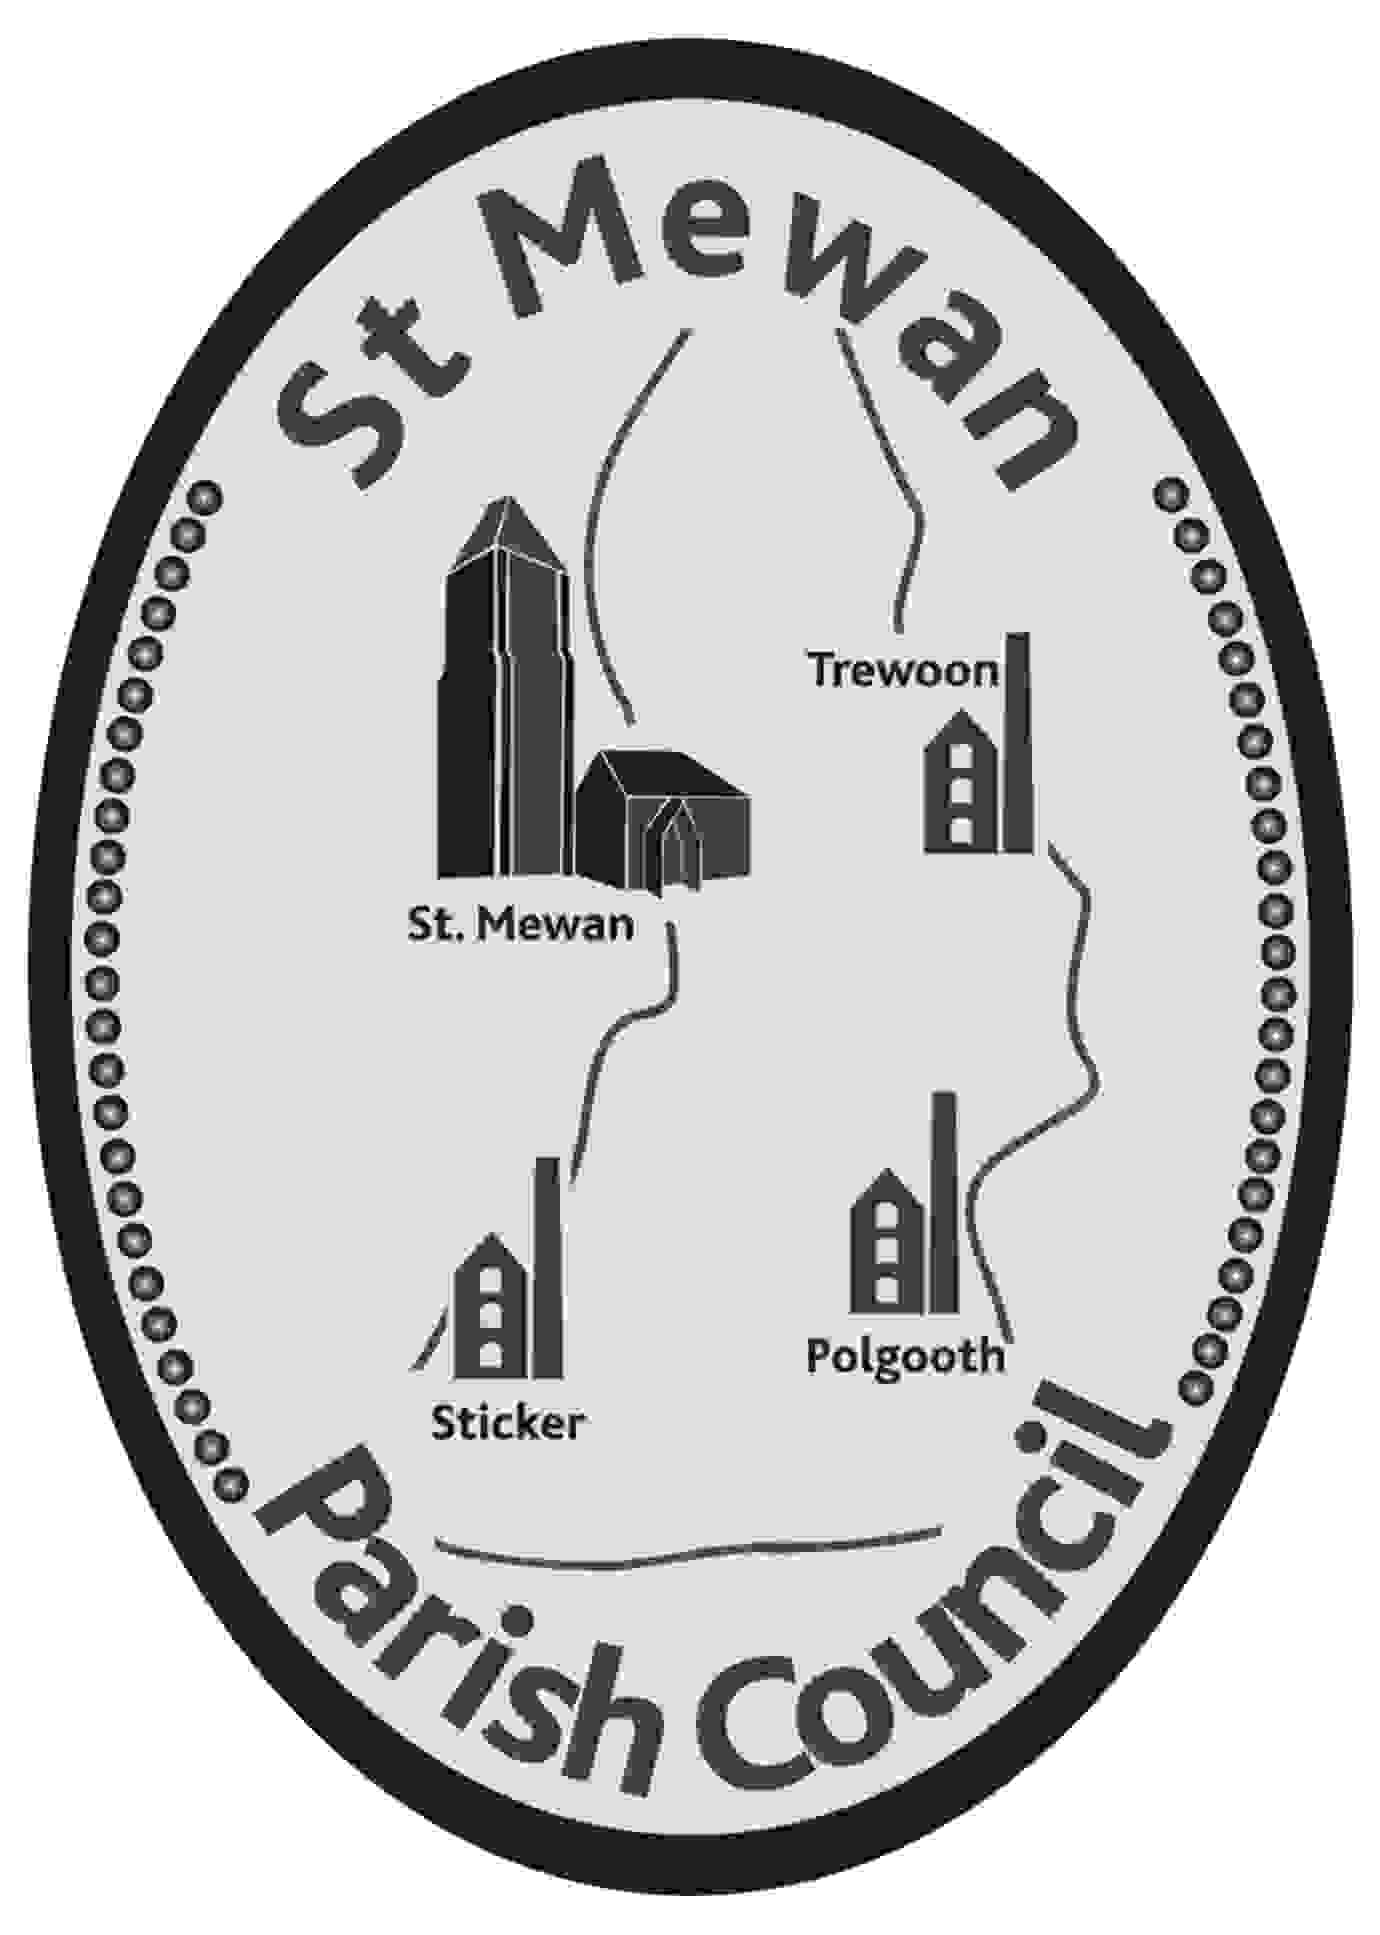 St Mewan
Trewoon
St. Mewan
Polgooth
Sticker
Parish Council